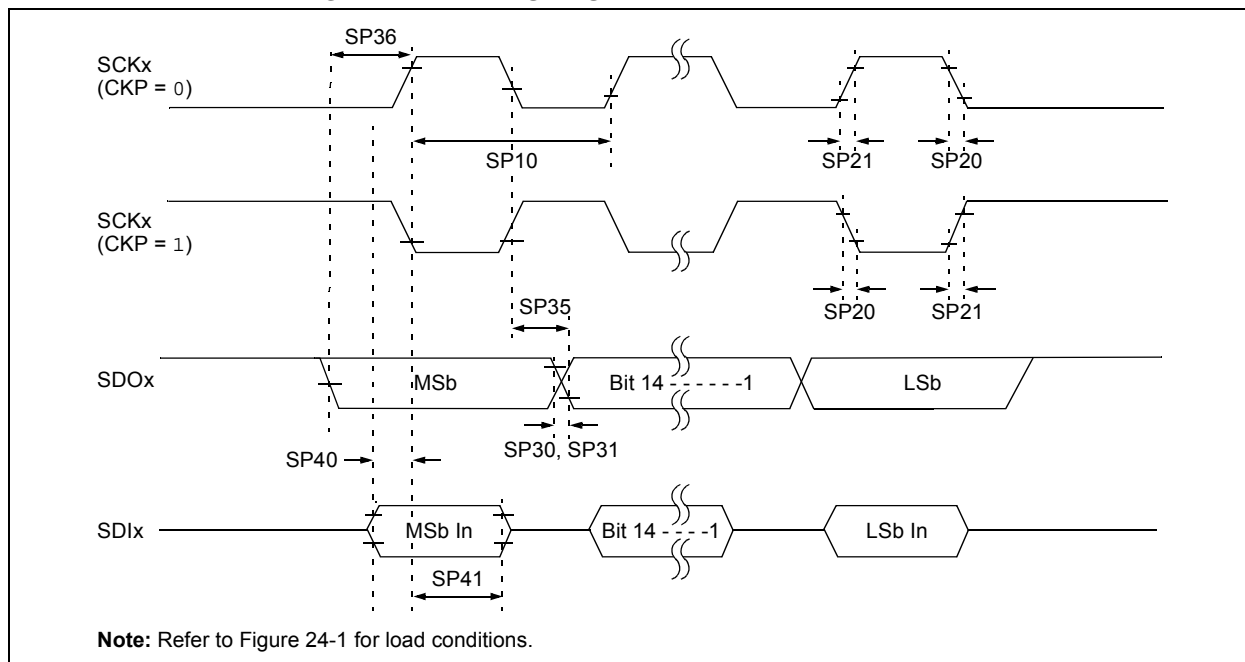 SP36
SCKx
(CKP = 0)
SP10
SP21
SP20
SCKx
(CKP = 1)
SP35
SP20
SP21
SDOx
MSb
Bit 14 - - - - - -1
LSb
SP30, SP31
SP40
SDIx
MSb In
Bit 14 - - - -1
LSb In
SP41
Note: Refer to Figure 24-1 for load conditions.